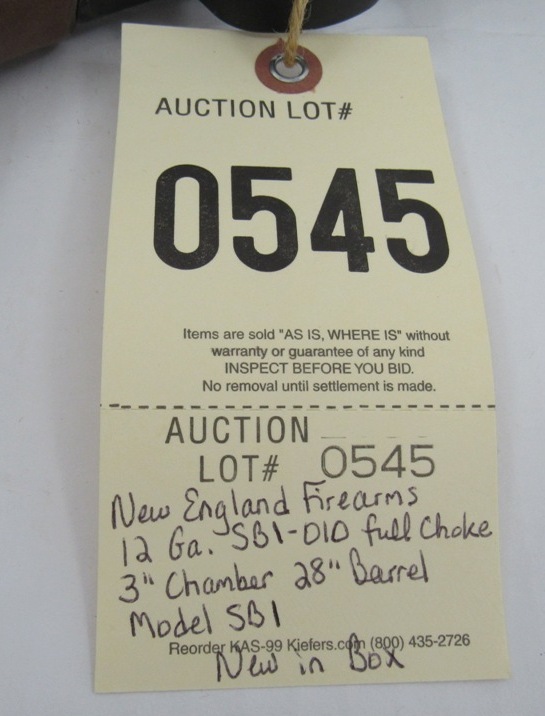 AUCTION LOT#
0545
Items are sold "AS IS, WHERE IS" without
warranty or guarantee of any kind
INSPECT BEFORE YOU BID.
No removal until settlement is made.
AUCTION
LOT# 0545
New England Firearms
12 Ga. SB1-010 full Choke
3" Chamber 28" Barrel
Model SB1
Reorder KAS-99 Kiefers.com (800) 435-2726
New in Box